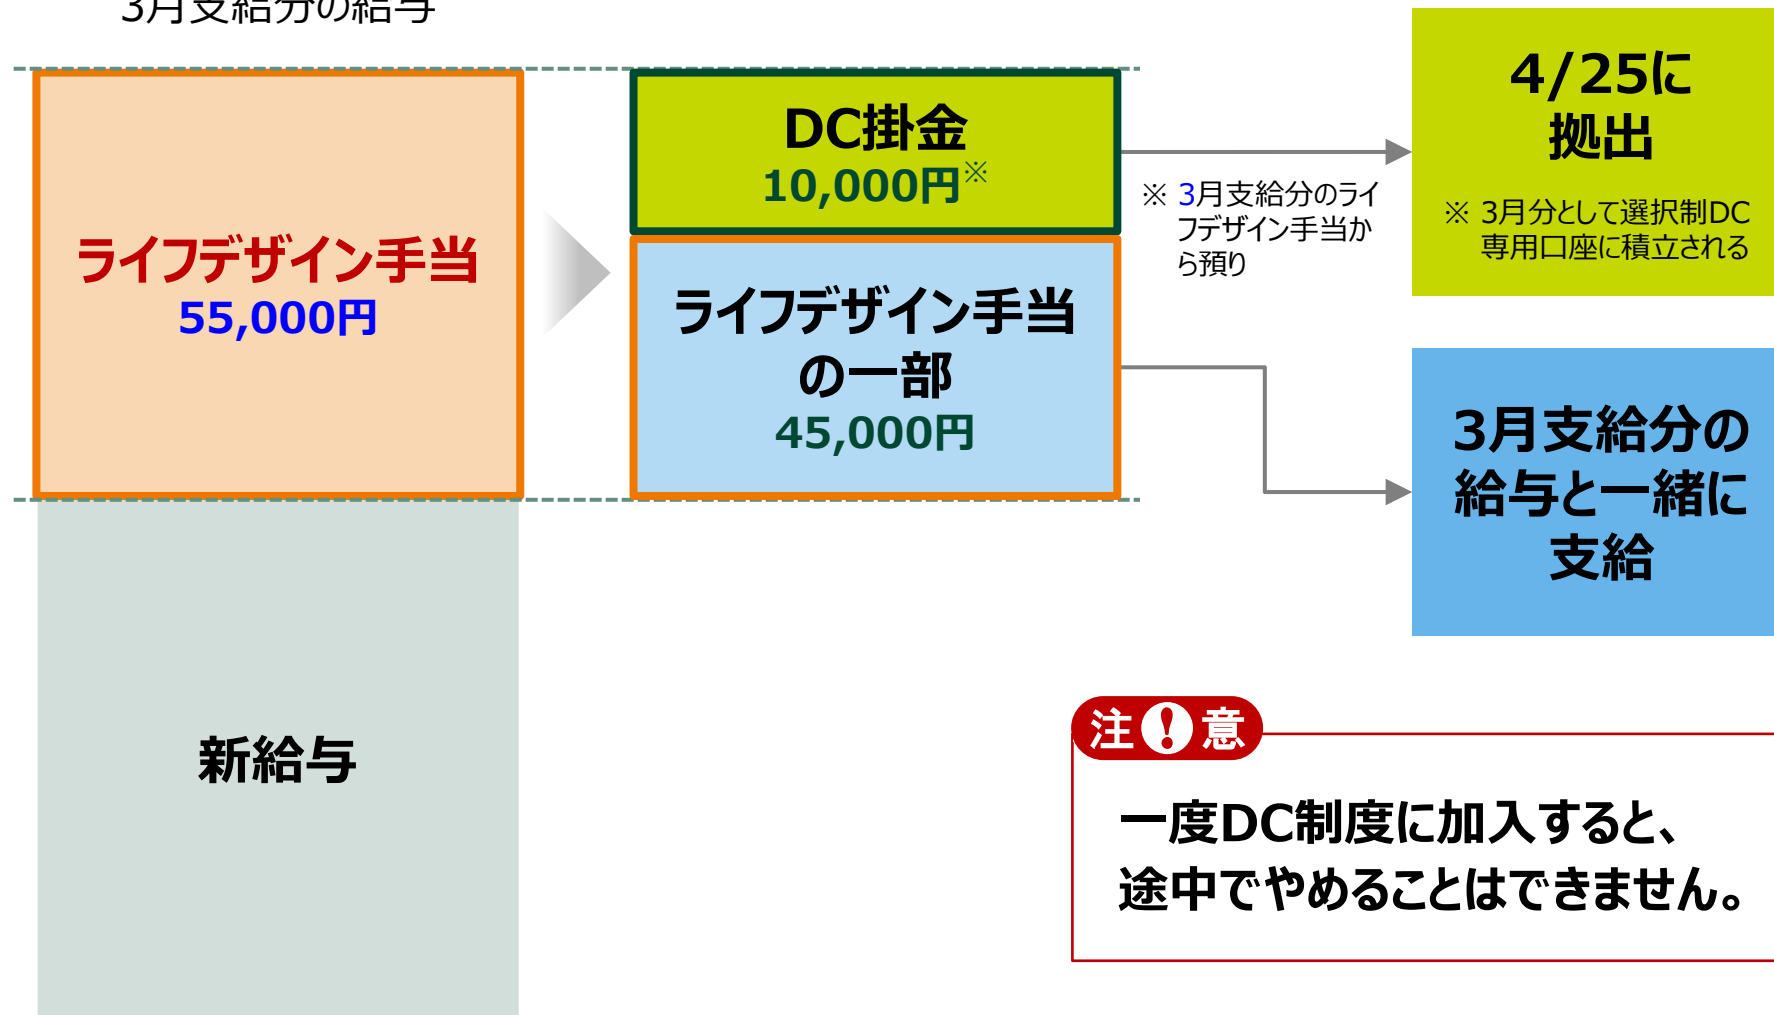 3月支給分の給与
ライフデザイン手当
55,000円
新給与
DC掛金
10,000円※
ライフデザイン手当
の一部
45,000円
※ 3月支給分のライ
フデザイン手当か
ら預り
4/25に
拠出
※ 3月分として選択制DC
専用口座に積立される
3月支給分の
給与と一緒に
支給
注!意
一度DC制度に加入すると、
途中でやめることはできません。